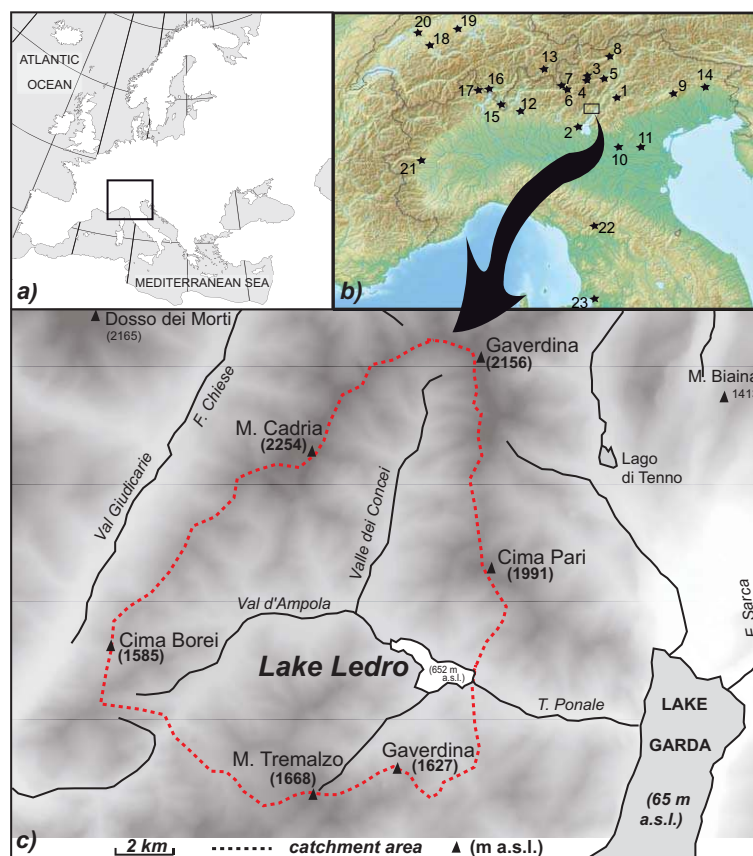 ATLANTIC
OCEAN
MEDITERRANEAN SEA
a)
20
19
18
13
8
3
7
5
4
6
1
9
14
16
17
15
12
2
10
11
21
22
23
b)
Dosso dei Morti
(2165)
F. Chiese
Gaverdina
(2156)
M. Biaina
1413
M. Cadria
(2254)
Val Giudicarie
Valle dei Concei
Lago
di Tenno
Cima Pari
(1991)
Val d'Ampola
F. Sarca
Cima Borei
(1585)
Lake Ledro
(652 m
a.s.l.)
T. Ponale
LAKE
GARDA
(65 m
a.s.l.)
M. Tremalzo
(1668)
Gaverdina
(1627)
c)
2 km
catchment area
(m a.s.l.)